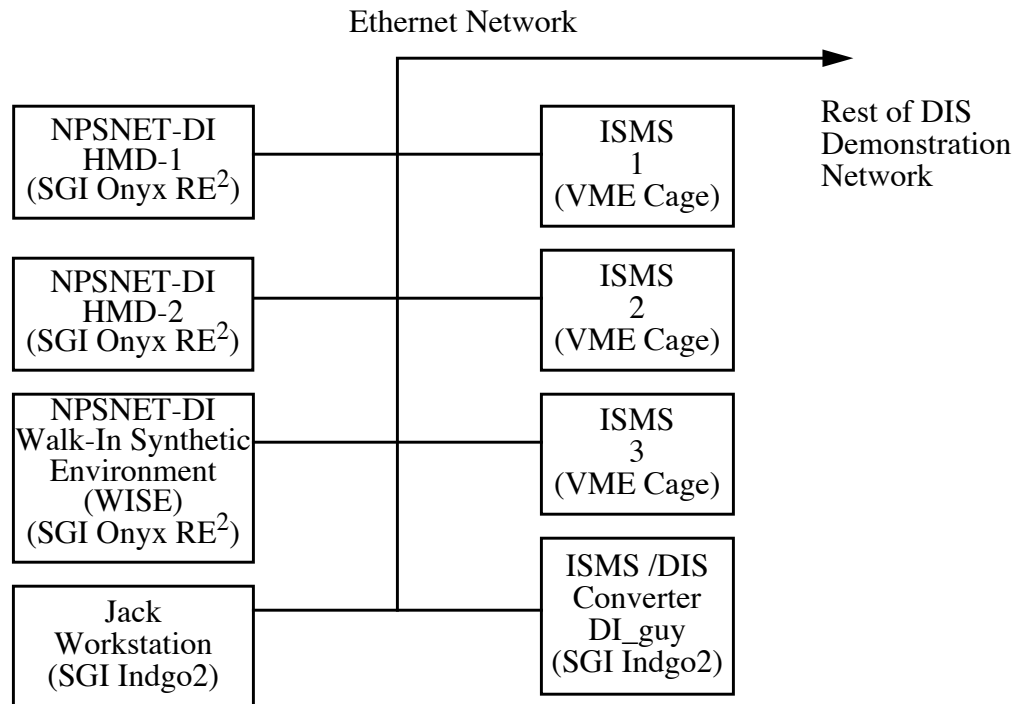 Ethernet Network
Rest of DIS
Demonstration
Network
NPSNET-DI
HMD-1
(SGI Onyx RE²)
ISMS
1
(VME Cage)
NPSNET-DI
HMD-2
(SGI Onyx RE²)
ISMS
2
(VME Cage)
NPSNET-DI
Walk-In Synthetic
Environment
(WISE)
(SGI Onyx RE²)
ISMS
3
(VME Cage)
Jack
Workstation
(SGI Indgo2)
ISMS /DIS
Converter
DI_guy
(SGI Indgo2)